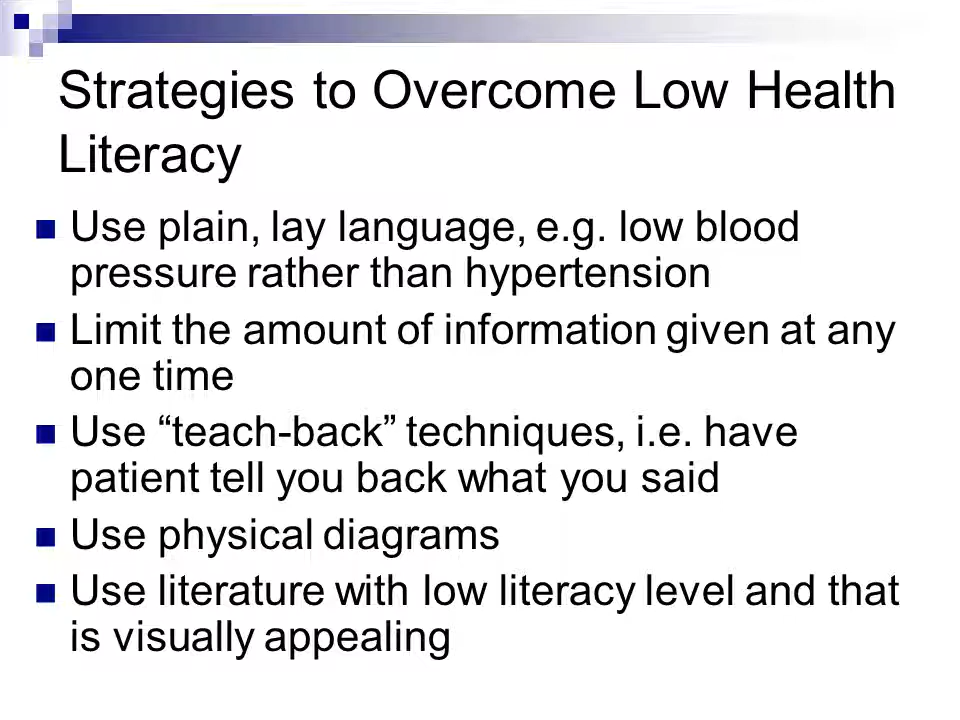 Strategies to Overcome Low Health
Literacy
Use plain, lay language, e.g. low blood
pressure rather than hypertension
Limit the amount of information given at any
one time
Use “teach-back” techniques, i.e. have
patient tell you back what you said
Use physical diagrams
Use literature with low literacy level and that
is visually appealing